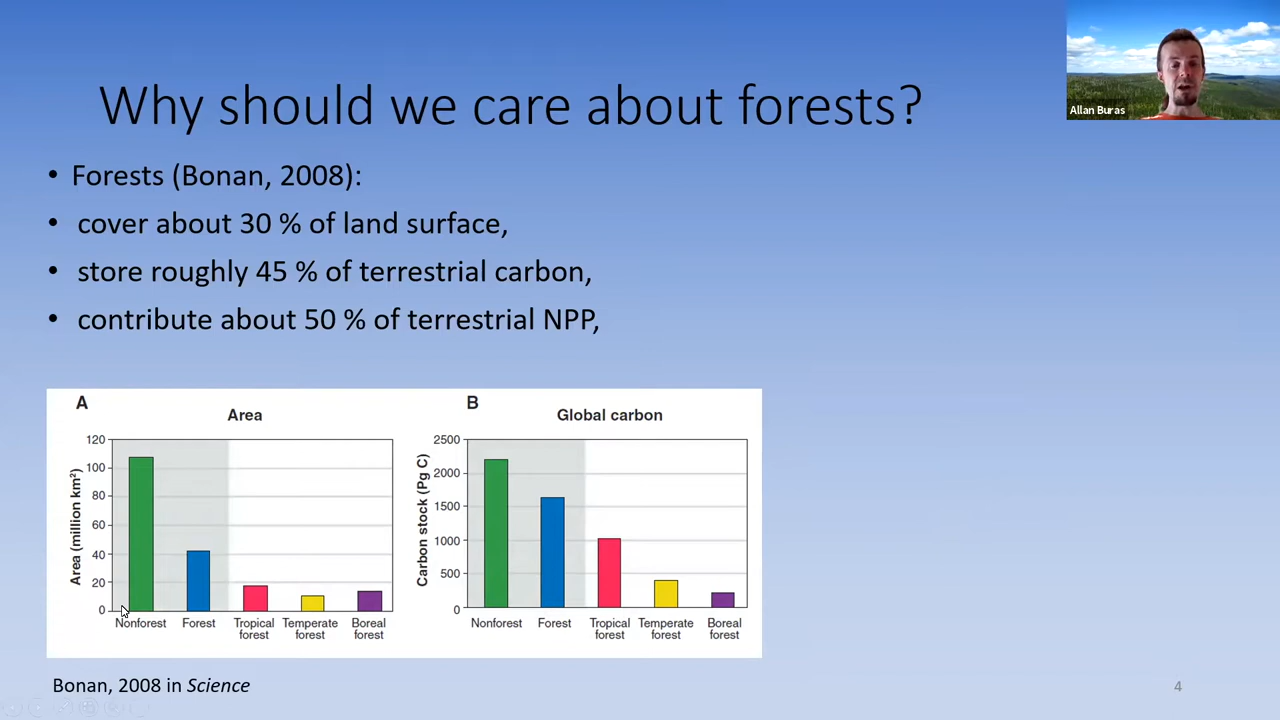 Why should we care about forests?
Allan Buras
• Forests (Bonan, 2008):
• cover about 30 % of land surface,
• store roughly 45 % of terrestrial carbon,
• contribute about 50 % of terrestrial NPP,
A
Area
Area (million km²)
120
100
80
60
40
20
0
Nonforest
Forest
Tropical
forest
Temperate
forest
Boreal
forest
B
Global carbon
Carbon stock (Pg C)
2500
2000
1500
1000
500
0
Nonforest
Forest
Tropical
forest
Temperate
forest
Boreal
forest
Bonan, 2008 in Science
4